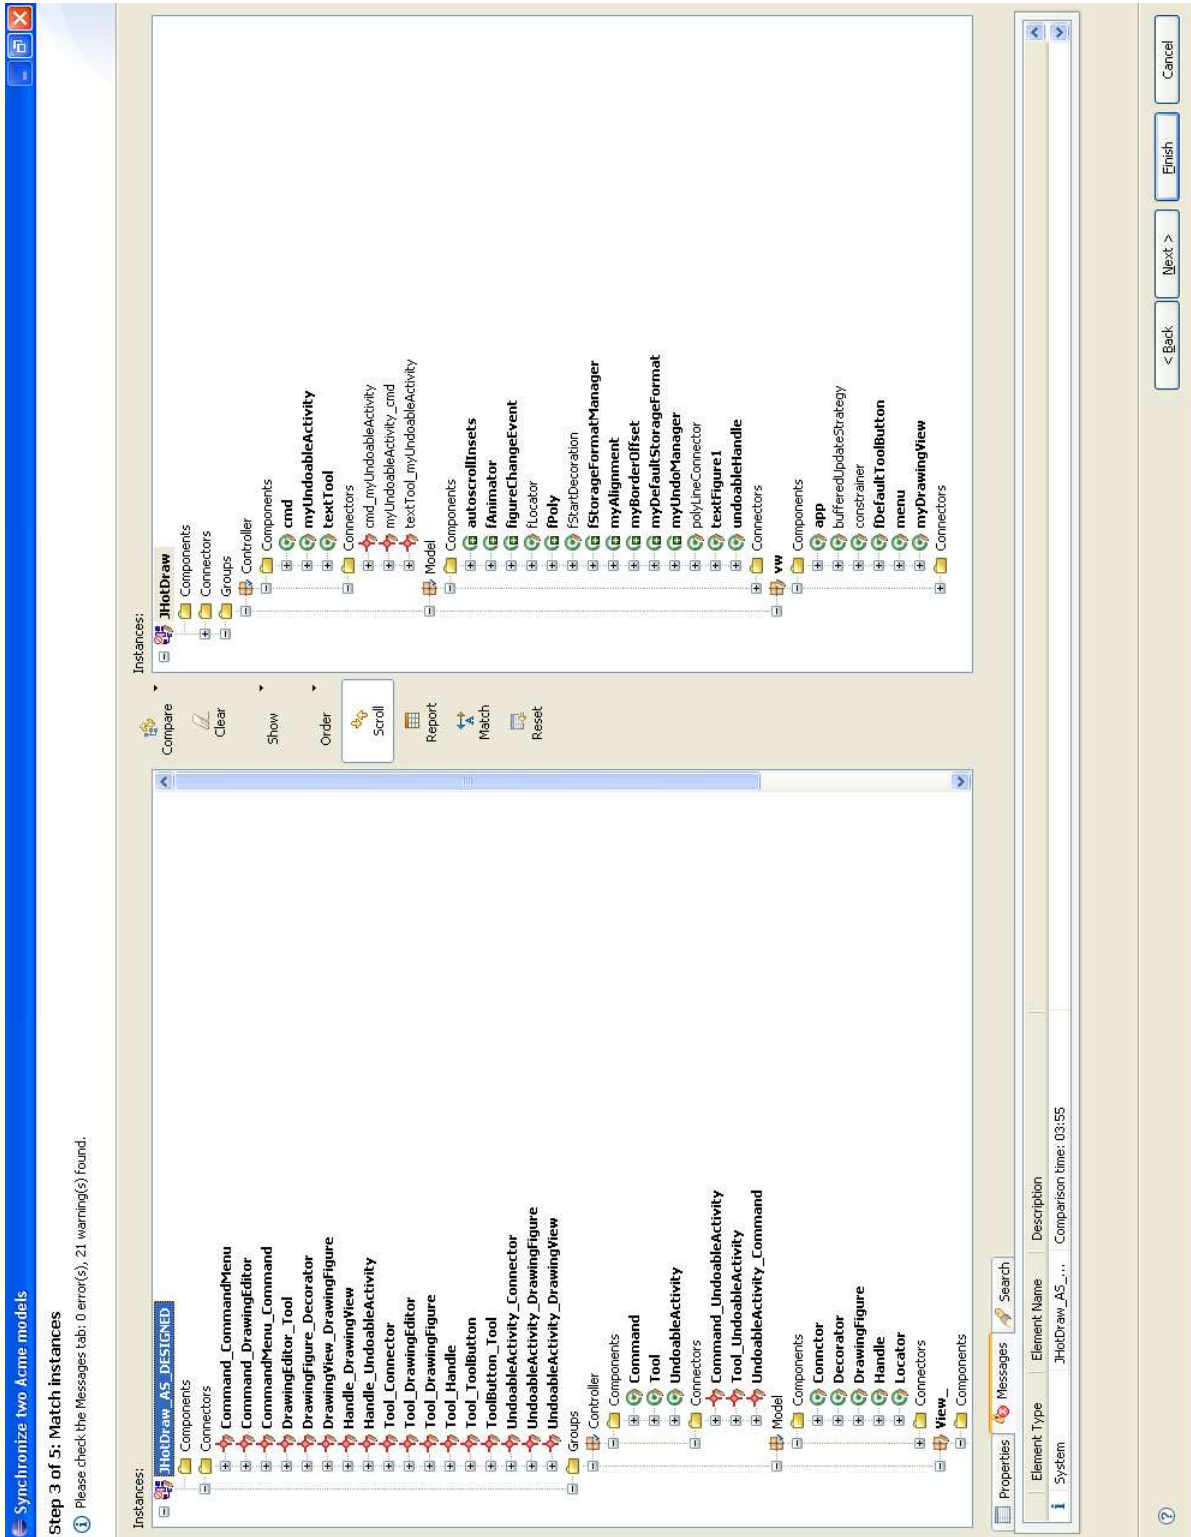 Synchronize two Acme models
Step 3 of 5: Match instances
Please check the Messages tab: 0 error(s), 21 warning(s) found.
Instances:
JHotDraw_AS_DESIGNED
Components
Connectors
Command_CommandMenu
Command_DrawingEditor
CommandMenu_Command
DrawingEditor_Tool
DrawingFigure_Decorator
DrawingView_DrawingFigure
Handle_DrawingView
Handle_UndoableActivity
Tool_Connector
Tool_DrawingEditor
Tool_DrawingFigure
Tool_Handle
Tool_ToolButton
ToolButton_Tool
UndoableActivity_Connector
UndoableActivity_DrawingFigure
UndoableActivity_DrawingView
Groups
Controller
Components
Command
Tool
UndoableActivity
Connectors
Command_UndoableActivity
Tool_UndoableActivity
UndoableActivity_Command
Model
Components
Connctor
Decorator
DrawingFigure
Handle
Locator
Connectors
View_
Components
Compare
Clear
Show
Order
Scroll
Report
Match
Reset
Instances:
JHotDraw
Components
Connectors
Groups
Controller
Components
cmd
myUndoableActivity
textTool
Connectors
cmd_myUndoableActivity
myUndoableActivity_cmd
textTool_myUndoableActivity
Model
Components
autoscrollInsets
fAnimator
figureChangeEvent
fLocator
fPoly
fStartDecoration
fStorageFormatManager
myAlignment
myBorderOffset
myDefaultStorageFormat
myUndoManager
polyLineConnector
textFigure1
undoableHandle
Connectors
vw
Components
app
bufferedUpdateStrategy
constrainer
fDefaultToolButton
menu
myDrawingView
Connectors
Properties Messages Search
Element Type Element Name Description
System JHotDraw_AS_... Comparison time: 03:55
< Back Next > Finish Cancel